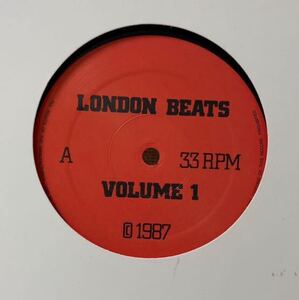 LONDON BEATS
A
33 RPM
VOLUME 1
© 1987